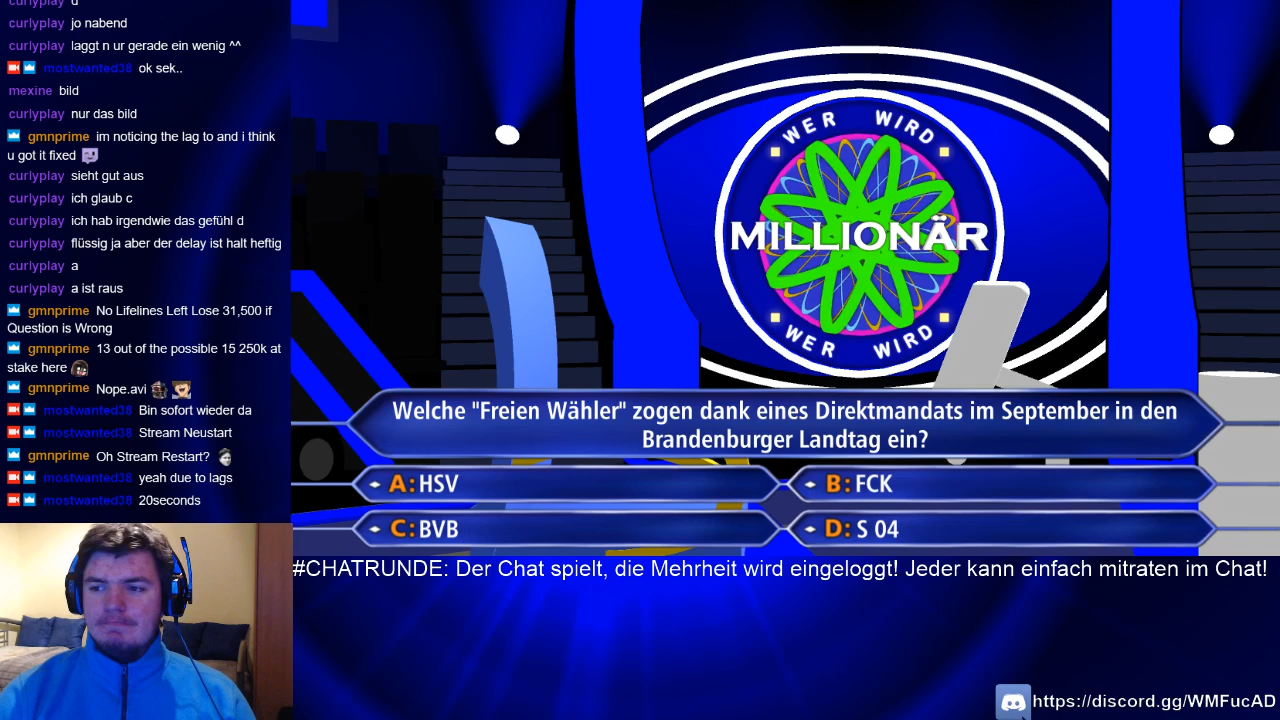 curlyplay d
curlyplay jo nabend
curlyplay laggt n ur gerade ein wenig ^^
mostwanted38 ok sek..
mexine bild
curlyplay nur das bild
gmnprime im noticing the lag to and i think
u got it fixed
curlyplay sieht gut aus
curlyplay ich glaub c
curlyplay ich hab irgendwie das gefühl d
curlyplay flüssig ja aber der delay ist halt heftig
curlyplay a
curlyplay a ist raus
gmnprime No Lifelines Left Lose 31,500 if
Question is Wrong
gmnprime 13 out of the possible 15 250k at
stake here
gmnprime Nope.avi
mostwanted38 Bin sofort wieder da
mostwanted38 Stream Neustart
gmnprime Oh Stream Restart?
mostwanted38 yeah due to lags
mostwanted38 20seconds
WER WIRD
MILLIONÄR
WER WIRD
Welche "Freien Wähler" zogen dank eines Direktmandats im September in den
Brandenburger Landtag ein?
A: HSV
B: FCK
C: BVB
D: S 04
#CHATRUNDE: Der Chat spielt, die Mehrheit wird eingeloggt! Jeder kann einfach mitraten im Chat!
https://discord.gg/WMFucAD